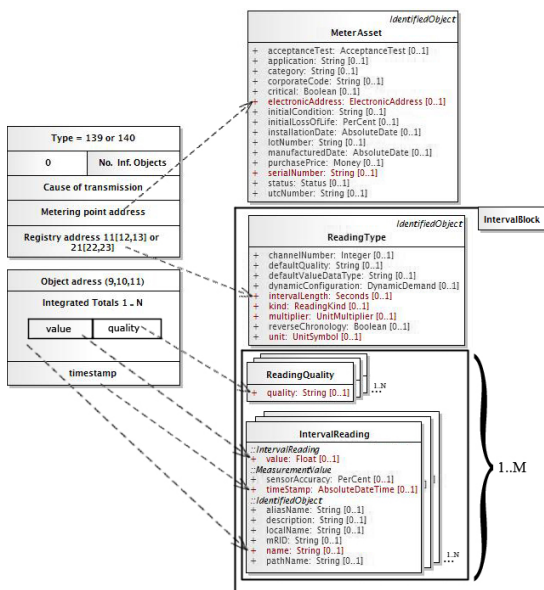 IdentifiedObject
MeterAsset
+ acceptanceTest: AcceptanceTest [0..1]
+ application: String [0..1]
+ category: String [0..1]
+ corporateCode: String [0..1]
+ critical: Boolean [0..1]
+ electronicAddress: ElectronicAddress [0..1]
+ initialCondition: String [0..1]
+ initialLossOfLife: PerCent [0..1]
+ installationDate: AbsoluteDate [0..1]
+ lotNumber: String [0..1]
+ manufacturedDate: AbsoluteDate [0..1]
+ purchasePrice: Money [0..1]
+ serialNumber: String [0..1]
+ status: Status [0..1]
+ utcNumber: String [0..1]
Type = 139 or 140
0 No. Inf. Objects
Cause of transmission
Metering point address
Registry address 11[12,13] or
21[22,23]
Object adress (9,10,11)
Integrated Totals 1 .. N
value quality
timestamp
IntervalBlock
IdentifiedObject
ReadingType
+ channelNumber: Integer [0..1]
+ defaultQuality: String [0..1]
+ defaultValueDataType: String [0..1]
+ dynamicConfiguration: DynamicDemand [0..1]
+ intervalLength: Seconds [0..1]
+ kind: ReadingKind [0..1]
+ multiplier: UnitMultiplier [0..1]
+ reverseChronology: Boolean [0..1]
+ unit: UnitSymbol [0..1]
ReadingQuality
+ quality: String [0..1]
... 1..N
IntervalReading
::IntervalReading
+ value: Float [0..1]
::MeasurementValue
+ sensorAccuracy: PerCent [0..1]
+ timeStamp: AbsoluteDateTime [0..1]
::IdentifiedObject
+ aliasName: String [0..1]
+ description: String [0..1]
+ localName: String [0..1]
+ mRID: String [0..1]
+ name: String [0..1]
+ pathName: String [0..1]
... 1..N
1..M